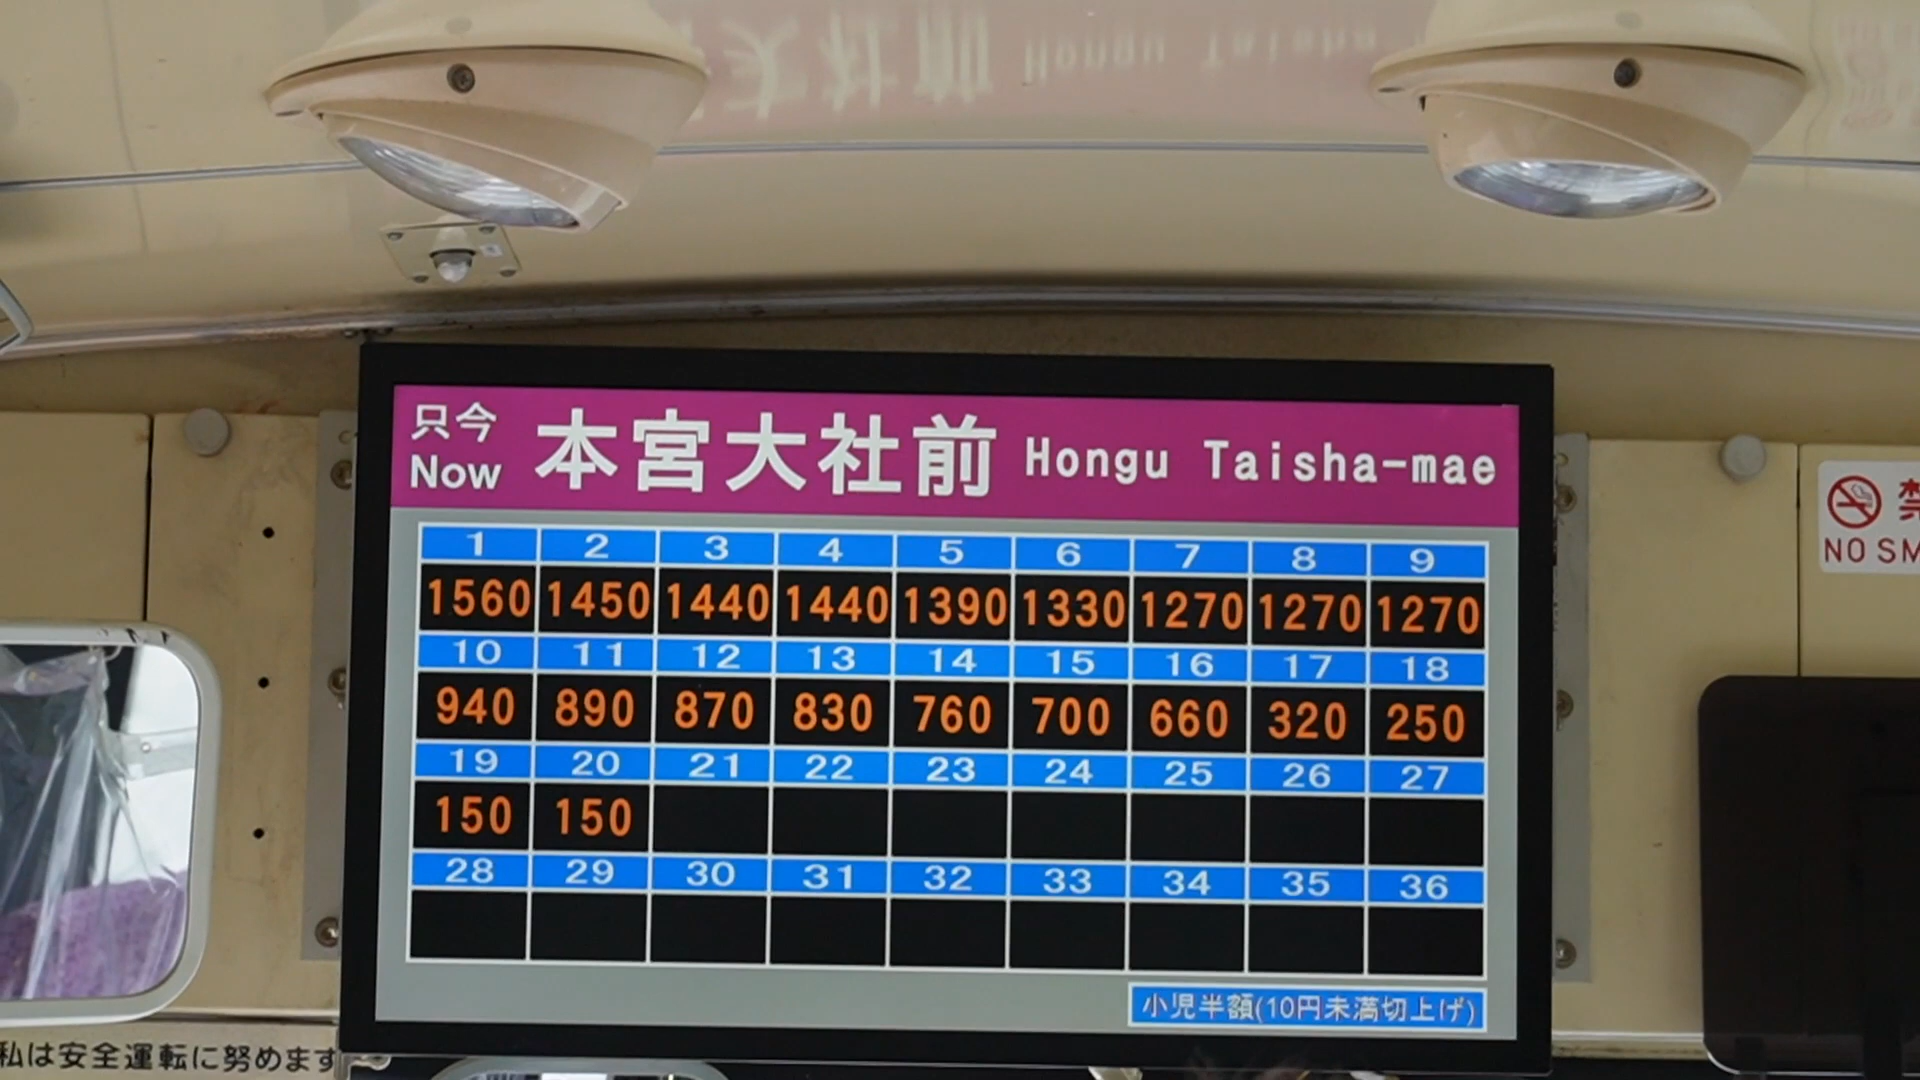 只今 本宮大社前 Hongu Taisha-mae
Now
1 2 3 4 5 6 7 8 9
1560 1450 1440 1440 1390 1330 1270 1270 1270
10 11 12 13 14 15 16 17 18
940 890 870 830 760 700 660 320 250
19 20 21 22 23 24 25 26 27
150 150
28 29 30 31 32 33 34 35 36
小児半額(10円未満切上げ)
禁
NO SM
私は安全運転に努めます